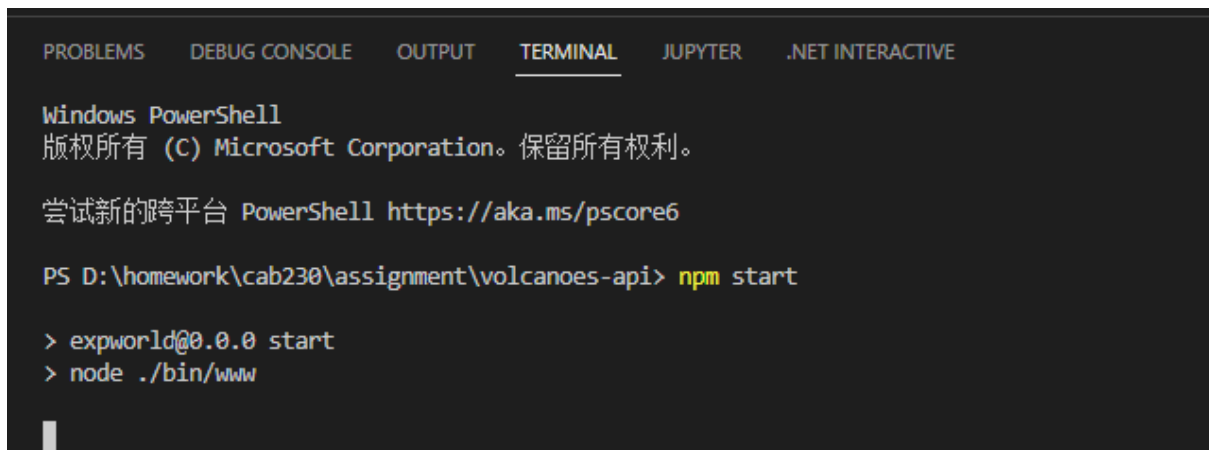 PROBLEMS DEBUG CONSOLE OUTPUT TERMINAL JUPYTER .NET INTERACTIVE
Windows PowerShell
版权所有 (C) Microsoft Corporation。保留所有权利。
尝试新的跨平台 PowerShell https://aka.ms/pscore6
PS D:\homework\cab230\assignment\volcanoes-api> npm start
> expworld@0.0.0 start
> node ./bin/www